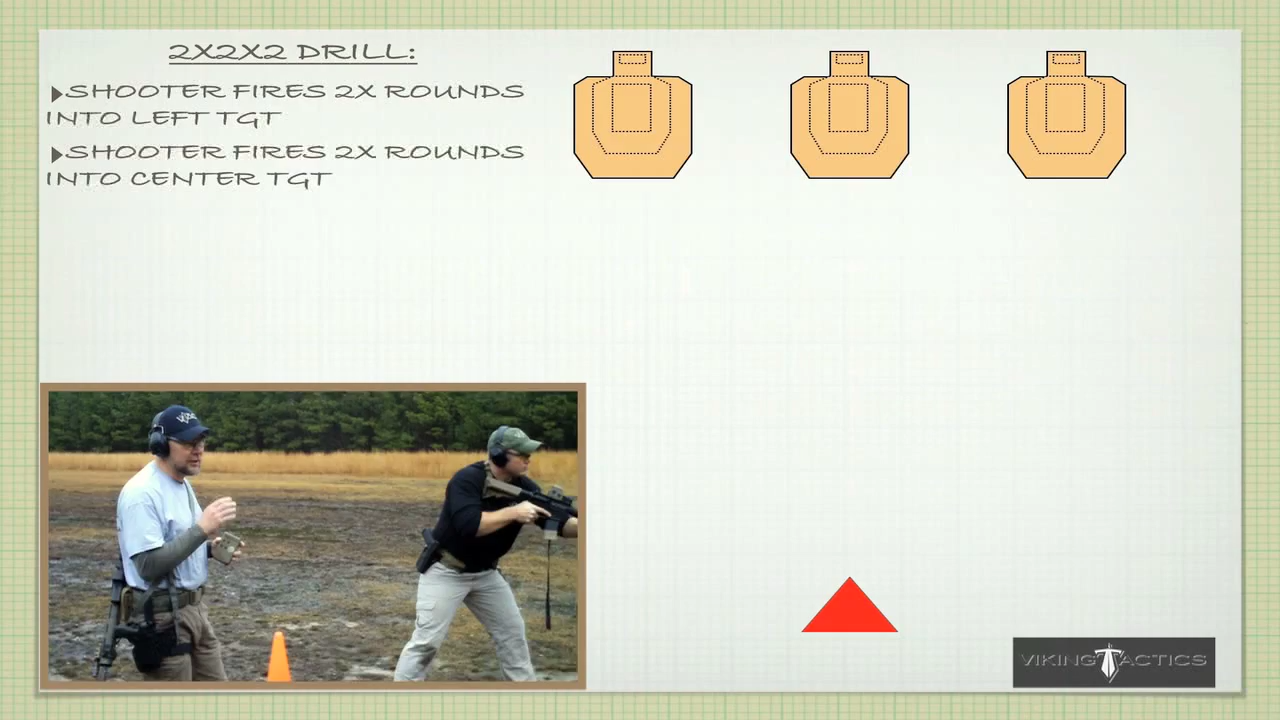 2X2X2 DRILL:
SHOOTER FIRES 2X ROUNDS
INTO LEFT TGT
SHOOTER FIRES 2X ROUNDS
INTO CENTER TGT
VIKING TACTICS